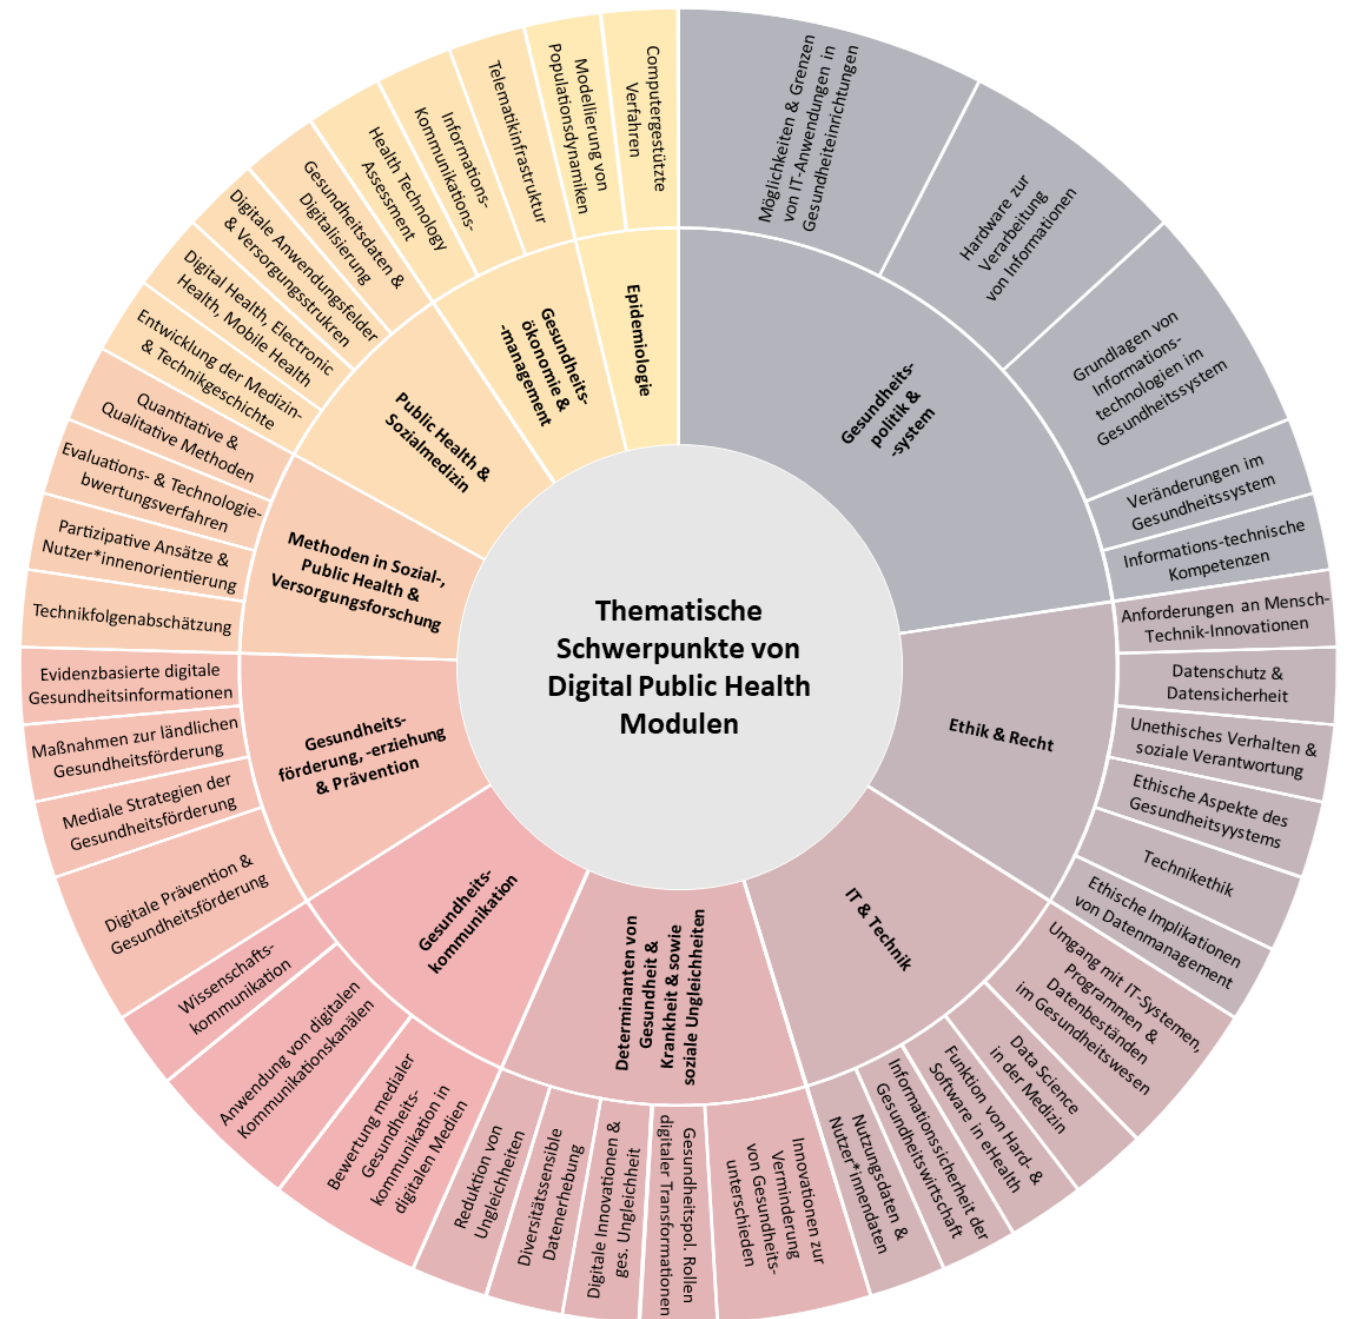 Thematische
Schwerpunkte von
Digital Public Health
Modulen
Gesundheits-
politik &
-system
Möglichkeiten & Grenzen
von IT-Anwendungen in
Gesundheiteinrichtungen
Hardware zur
Verarbeitung
von Informationen
Grundlagen von
Informations-
technologien im
Gesundheitssystem
Veränderungen im
Gesundheitssystem
Informations-technische
Kompetenzen
Ethik & Recht
Anforderungen an Mensch-
Technik-Innovationen
Datenschutz &
Datensicherheit
Unethisches Verhalten &
soziale Verantwortung
Ethische Aspekte des
Gesundheitsyystems
Technikethik
Ethische Implikationen
von Datenmanagement
IT & Technik
Umgang mit IT-Systemen,
Programmen &
Datenbeständen
im Gesundheitswesen
Data Science
in der Medizin
Funktion von Hard- &
Software in eHealth
Informationssicherheit der
Gesundheitswirtschaft
Nutzungsdaten &
Nutzer*innendaten
Determinanten von
Gesundheit &
Krankheit & sowie
soziale Ungleichheiten
Innovationen zur
Verminderung
von Gesundheits-
unterschieden
Gesundheitspol. Rollen
digitaler Transformationen
Digitale Innovationen &
ges. Ungleichheit
Diversitätssensible
Datenerhebung
Reduktion von
Ungleichheiten
Gesundheits-
kommunikation
Bewertung medialer
Gesundheits-
kommunikation in
digitalen Medien
Anwendung von digitalen
Kommunikationskanälen
Wissenschafts-
kommunikation
Gesundheits-
förderung, -erziehung
& Prävention
Digitale Prävention &
Gesundheitsförderung
Mediale Strategien der
Gesundheitsförderung
Maßnahmen zur ländlichen
Gesundheitsförderung
Evidenzbasierte digitale
Gesundheitsinformationen
Methoden in Sozial-,
Public Health &
Versorgungsforschung
Technikfolgenabschätzung
Partizipative Ansätze &
Nutzer*innenorientierung
Evaluations- & Technologie-
bwertungsverfahren
Quantitative &
Qualitative Methoden
Public Health &
Sozialmedizin
Entwicklung der Medizin-
& Technikgeschichte
Digital Health, Electronic
Health, Mobile Health
Digitale Anwendungsfelder
& Versorgungsstrukren
Gesundheitsdaten &
Digitalisierung
Gesundheits-
ökonomie &
-management
Health Technology
Assessment
Informations-
Kommunikations-
Telematikinfrastruktur
Epidemiologie
Modellierung von
Populationsdynamiken
Computergestützte
Verfahren